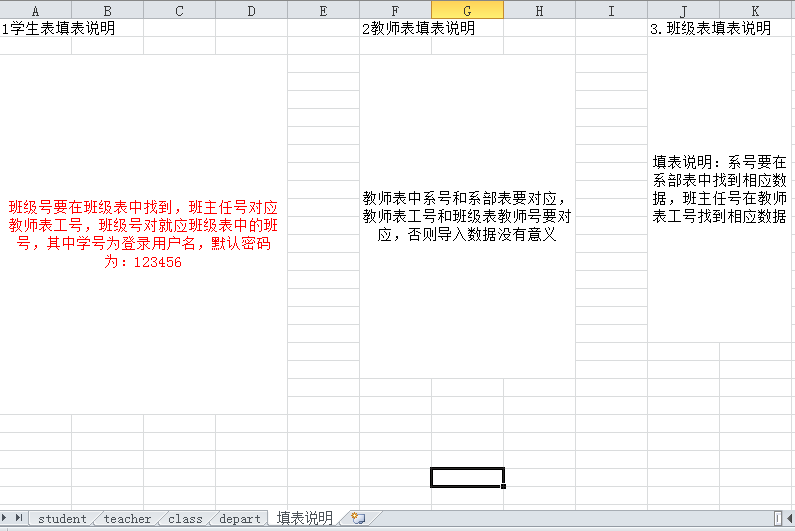 A B C D E F G H I J K
1学生表填表说明 2教师表填表说明 3.班级表填表说明
班级号要在班级表中找到，班主任号对应
教师表工号，班级号对就应班级表中的班
号，其中学号为登录用户名，默认密码
为：123456
教师表中系号和系部表要对应，
教师表工号和班级表教师号要对
应，否则导入数据没有意义
填表说明：系号要在
系部表中找到相应数
据，班主任号在教师
表工号找到相应数据
student teacher class depart 填表说明